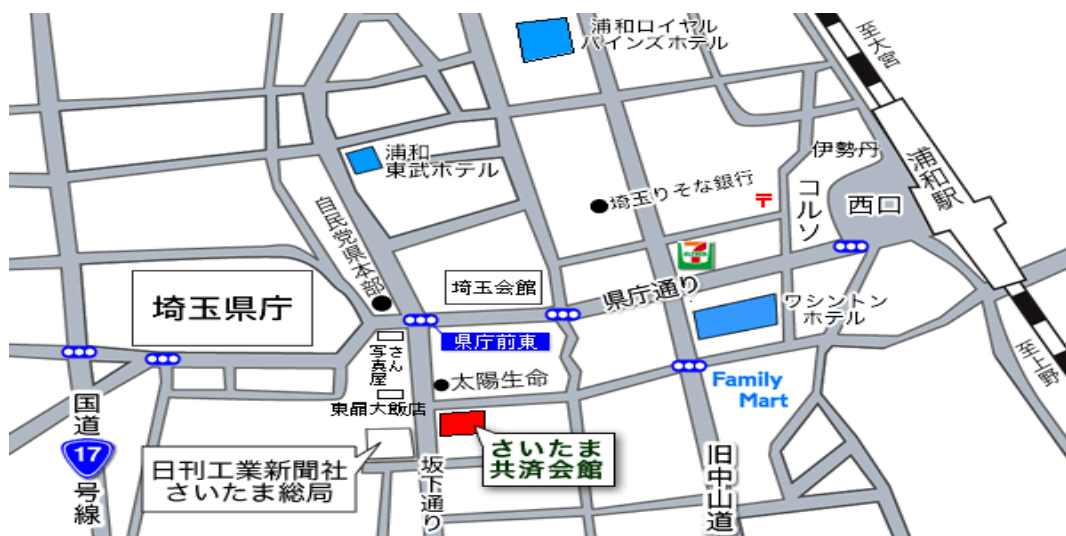 浦和ロイヤル
パインズホテル
至大宮
浦和
東武ホテル
伊勢丹
浦和駅
埼玉りそな銀行
〒
コルソ
西口
自民党県本部
7
ELEVEN
埼玉県庁
埼玉会館
県庁通り
ワシントン
ホテル
県庁前東
写真屋
さん
太陽生命
Family
Mart
至上野
東晶大飯店
国道
17
号線
日刊工業新聞社
さいたま総局
さいたま
共済会館
坂下通り
旧中山道